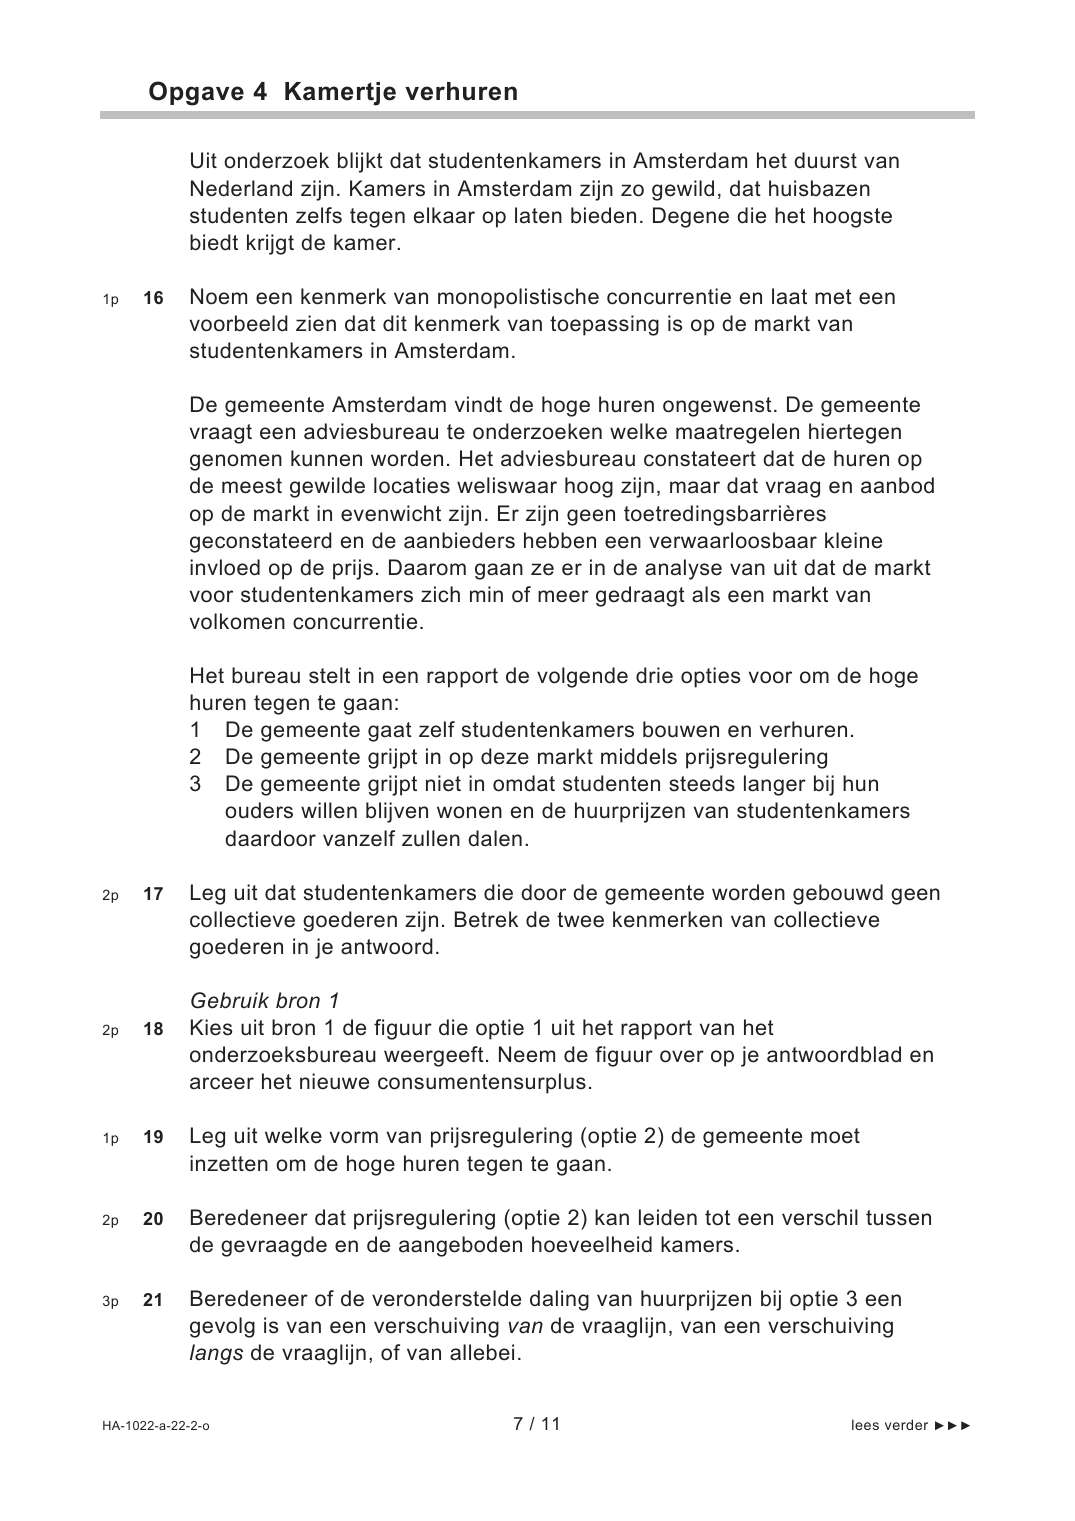 Opgave 4 Kamertje verhuren
Uit onderzoek blijkt dat studentenkamers in Amsterdam het duurst van
Nederland zijn. Kamers in Amsterdam zijn zo gewild, dat huisbazen
studenten zelfs tegen elkaar op laten bieden. Degene die het hoogste
biedt krijgt de kamer.
1p 16 Noem een kenmerk van monopolistische concurrentie en laat met een
voorbeeld zien dat dit kenmerk van toepassing is op de markt van
studentenkamers in Amsterdam.
De gemeente Amsterdam vindt de hoge huren ongewenst. De gemeente
vraagt een adviesbureau te onderzoeken welke maatregelen hiertegen
genomen kunnen worden. Het adviesbureau constateert dat de huren op
de meest gewilde locaties weliswaar hoog zijn, maar dat vraag en aanbod
op de markt in evenwicht zijn. Er zijn geen toetredingsbarrières
geconstateerd en de aanbieders hebben een verwaarloosbaar kleine
invloed op de prijs. Daarom gaan ze er in de analyse van uit dat de markt
voor studentenkamers zich min of meer gedraagt als een markt van
volkomen concurrentie.
Het bureau stelt in een rapport de volgende drie opties voor om de hoge
huren tegen te gaan:
1 De gemeente gaat zelf studentenkamers bouwen en verhuren.
2 De gemeente grijpt in op deze markt middels prijsregulering
3 De gemeente grijpt niet in omdat studenten steeds langer bij hun
ouders willen blijven wonen en de huurprijzen van studentenkamers
daardoor vanzelf zullen dalen.
2p 17 Leg uit dat studentenkamers die door de gemeente worden gebouwd geen
collectieve goederen zijn. Betrek de twee kenmerken van collectieve
goederen in je antwoord.
Gebruik bron 1
2p 18 Kies uit bron 1 de figuur die optie 1 uit het rapport van het
onderzoeksbureau weergeeft. Neem de figuur over op je antwoordblad en
arceer het nieuwe consumentensurplus.
1p 19 Leg uit welke vorm van prijsregulering (optie 2) de gemeente moet
inzetten om de hoge huren tegen te gaan.
2p 20 Beredeneer dat prijsregulering (optie 2) kan leiden tot een verschil tussen
de gevraagde en de aangeboden hoeveelheid kamers.
3p 21 Beredeneer of de veronderstelde daling van huurprijzen bij optie 3 een
gevolg is van een verschuiving van de vraaglijn, van een verschuiving
langs de vraaglijn, of van allebei.
HA-1022-a-22-2-o 7 / 11 lees verder ►►►